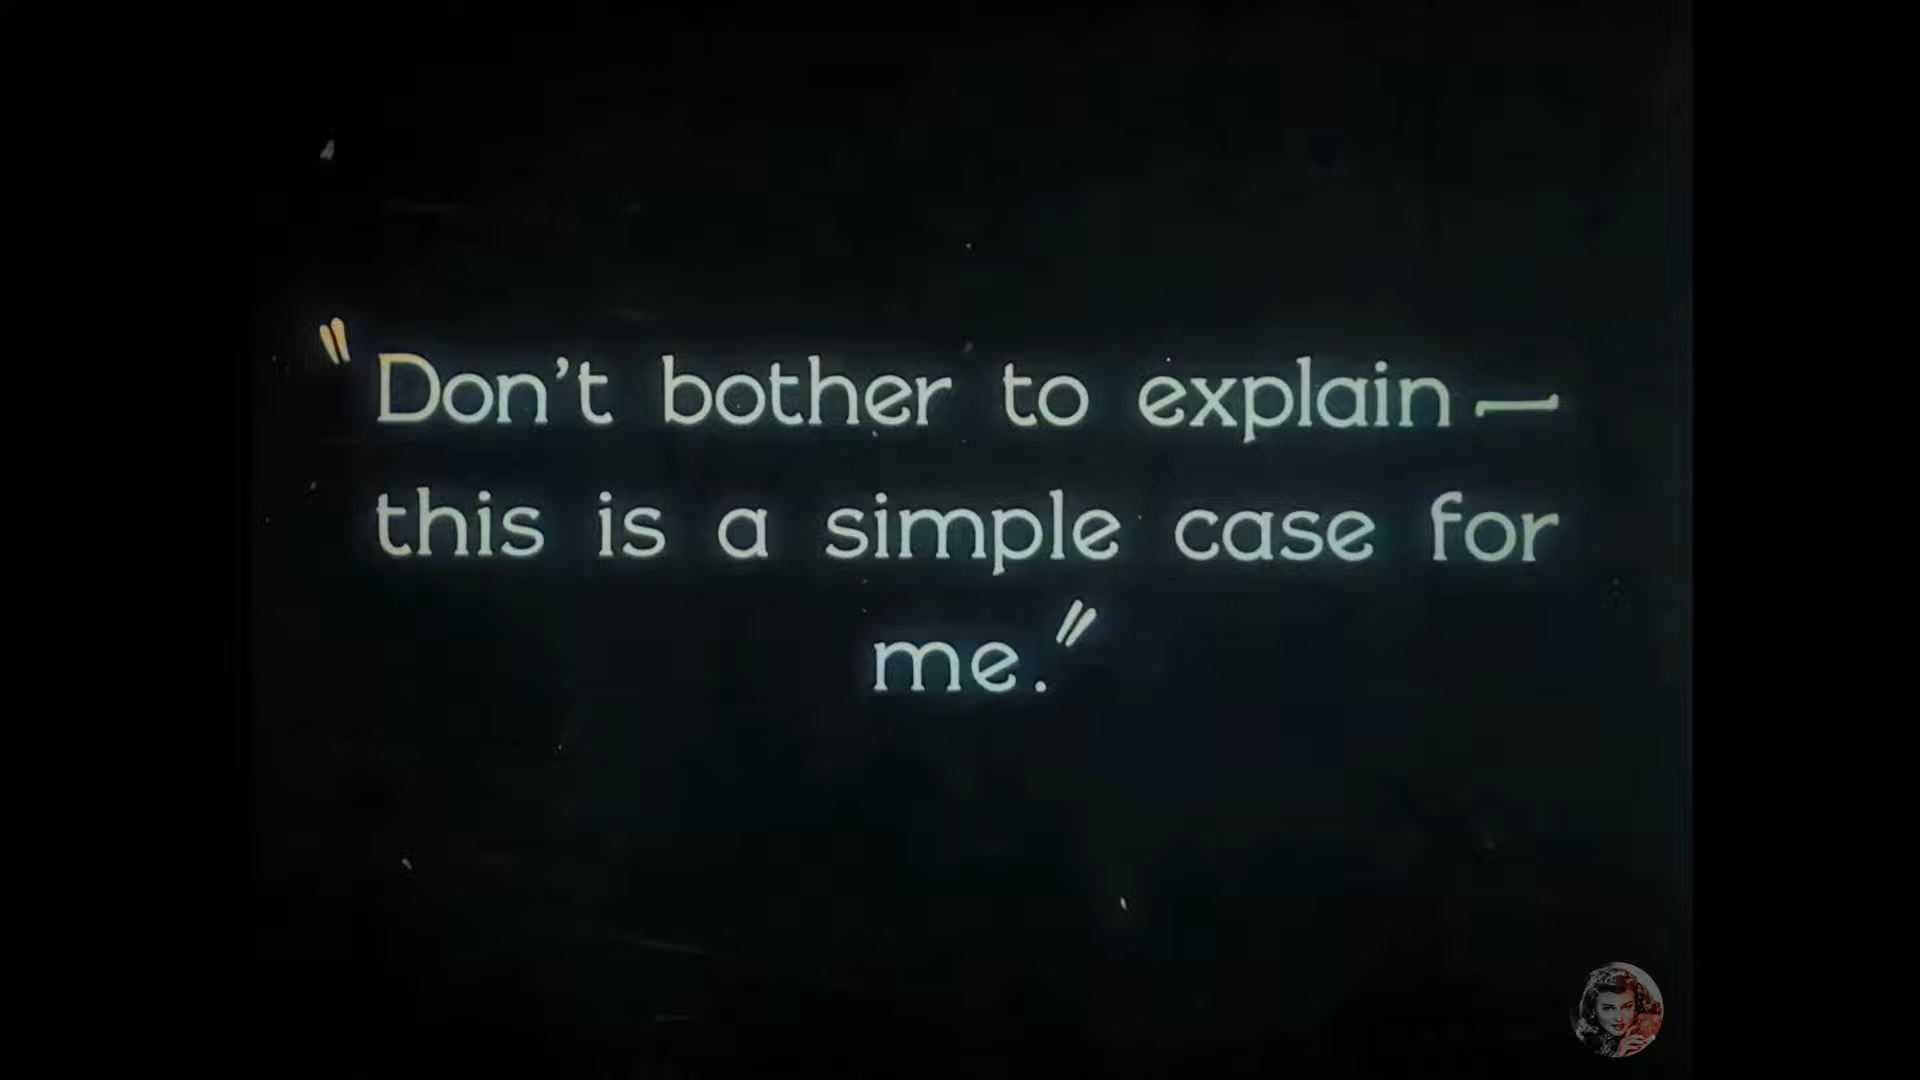 "Don't bother to explain—
this is a simple case for
me."